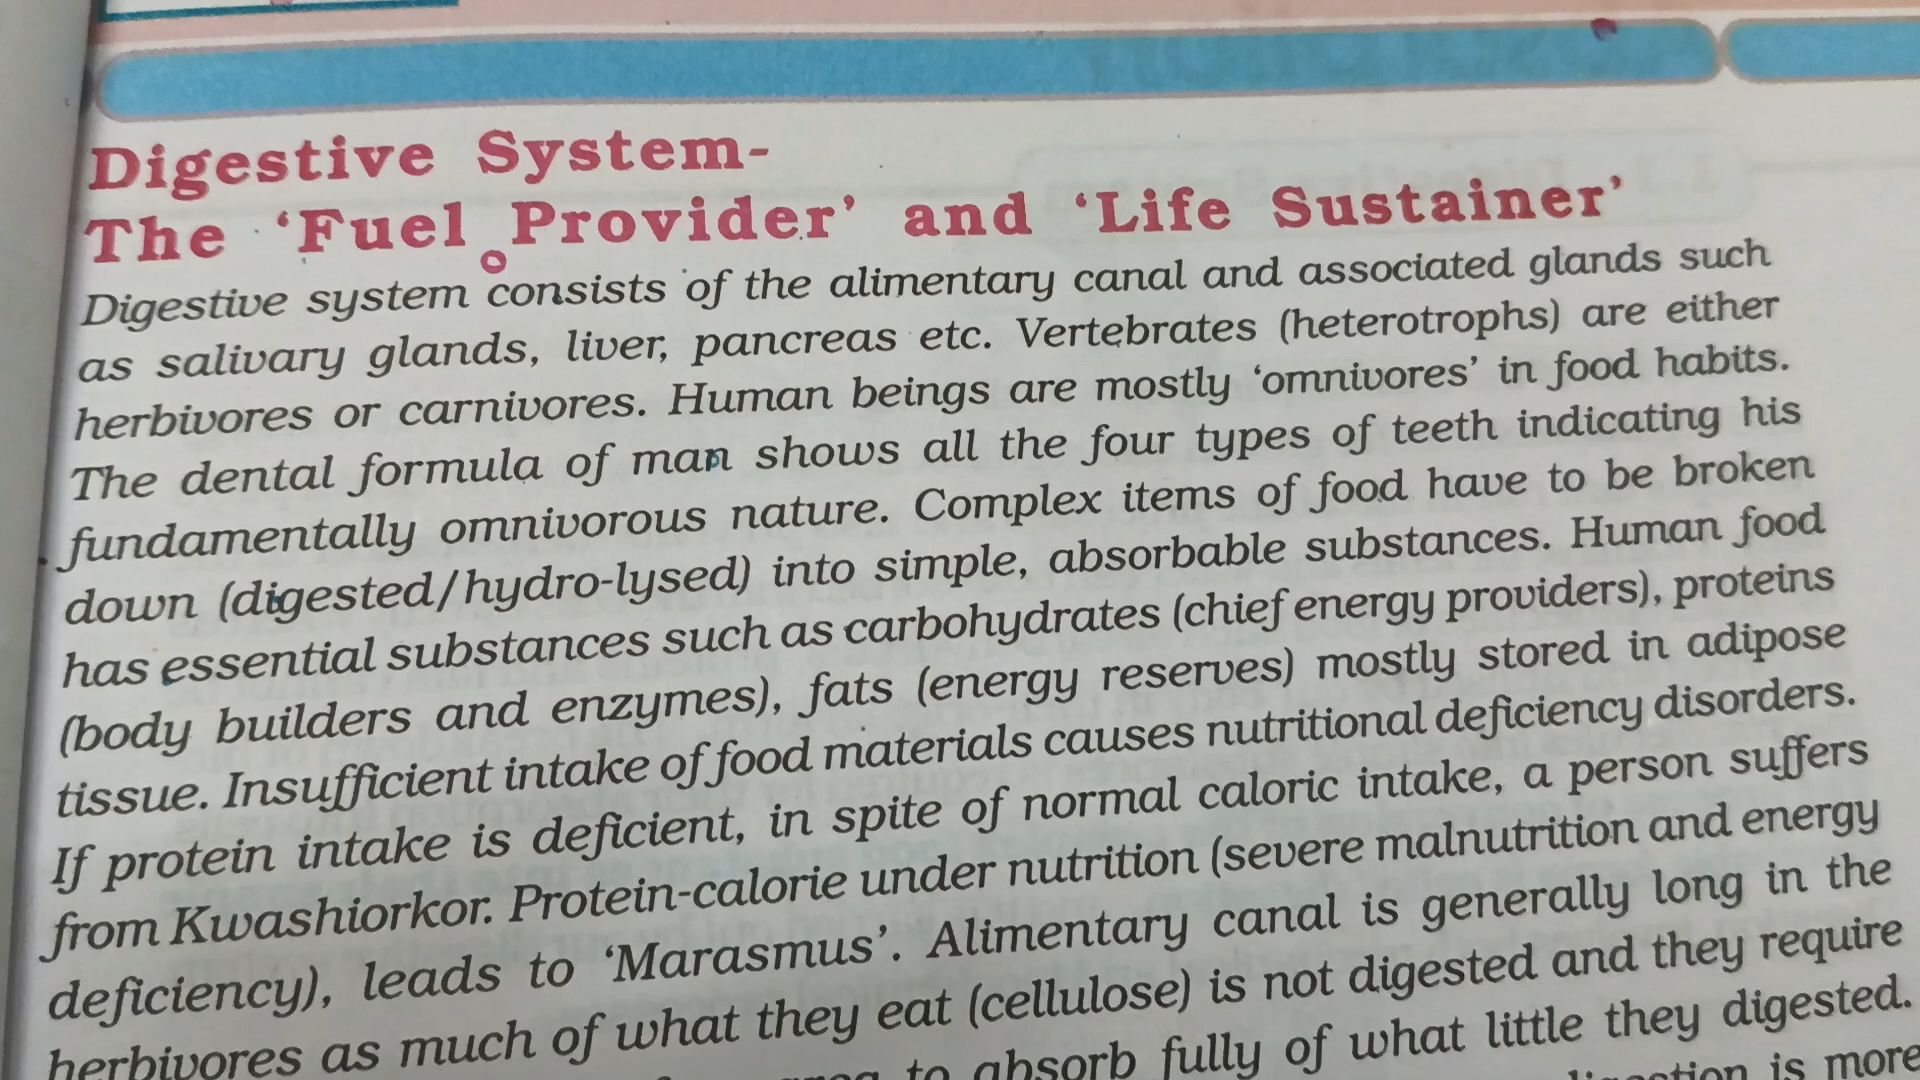 Digestive System-
The ‘Fuel Provider’ and ‘Life Sustainer’
Digestive system consists of the alimentary canal and associated glands such
as salivary glands, liver, pancreas etc. Vertebrates (heterotrophs) are either
herbivores or carnivores. Human beings are mostly ‘omnivores’ in food habits.
The dental formula of man shows all the four types of teeth indicating his
fundamentally omnivorous nature. Complex items of food have to be broken
down (digested/hydro-lysed) into simple, absorbable substances. Human food
has essential substances such as carbohydrates (chief energy providers), proteins
(body builders and enzymes), fats (energy reserves) mostly stored in adipose
tissue. Insufficient intake of food materials causes nutritional deficiency disorders.
If protein intake is deficient, in spite of normal caloric intake, a person suffers
from Kwashiorkor. Protein-calorie under nutrition (severe malnutrition and energy
deficiency), leads to ‘Marasmus’. Alimentary canal is generally long in the
herbivores as much of what they eat (cellulose) is not digested and they require
to absorb fully of what little they digested.
is more